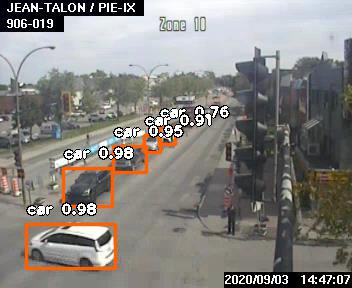 JEAN-TALON / PIE-IX
906-019
Zone 10
car 0.76
car 0.91
car 0.95
car 0.98
car 0.98
2020/09/03 14:47:07